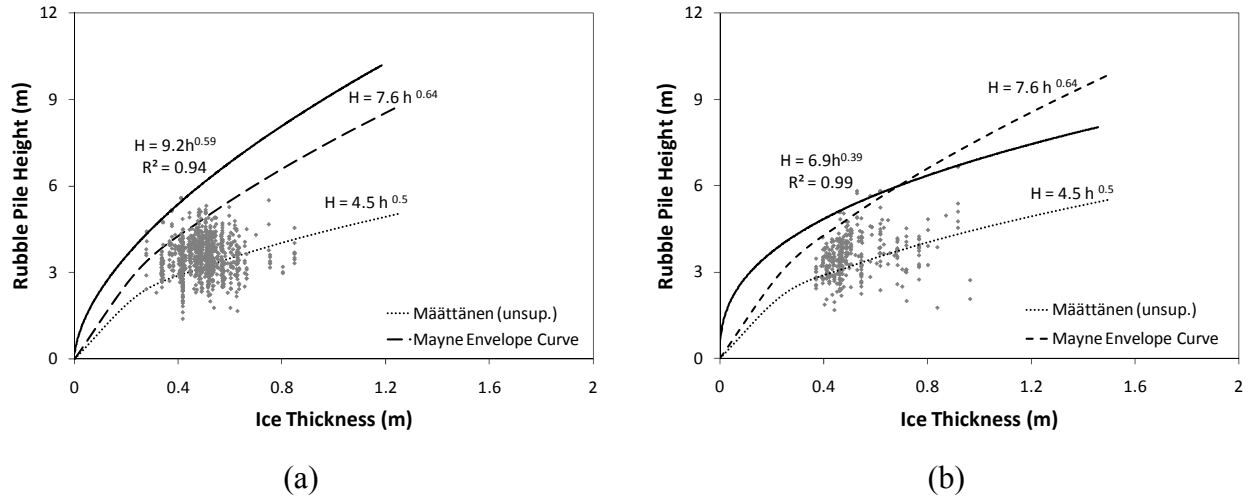 12
9
6
3
0
Rubble Pile Height (m)
H = 7.6 h^0.64
H = 9.2h^0.59
R² = 0.94
H = 4.5 h^0.5
Määttänen (unsup.)
Mayne Envelope Curve
0 0.4 0.8 1.2 1.6 2
Ice Thickness (m)
(a)
12
9
6
3
0
Rubble Pile Height (m)
H = 7.6 h^0.64
H = 6.9h^0.39
R² = 0.99
H = 4.5 h^0.5
Määttänen (unsup.)
Mayne Envelope Curve
0 0.4 0.8 1.2 1.6 2
Ice Thickness (m)
(b)